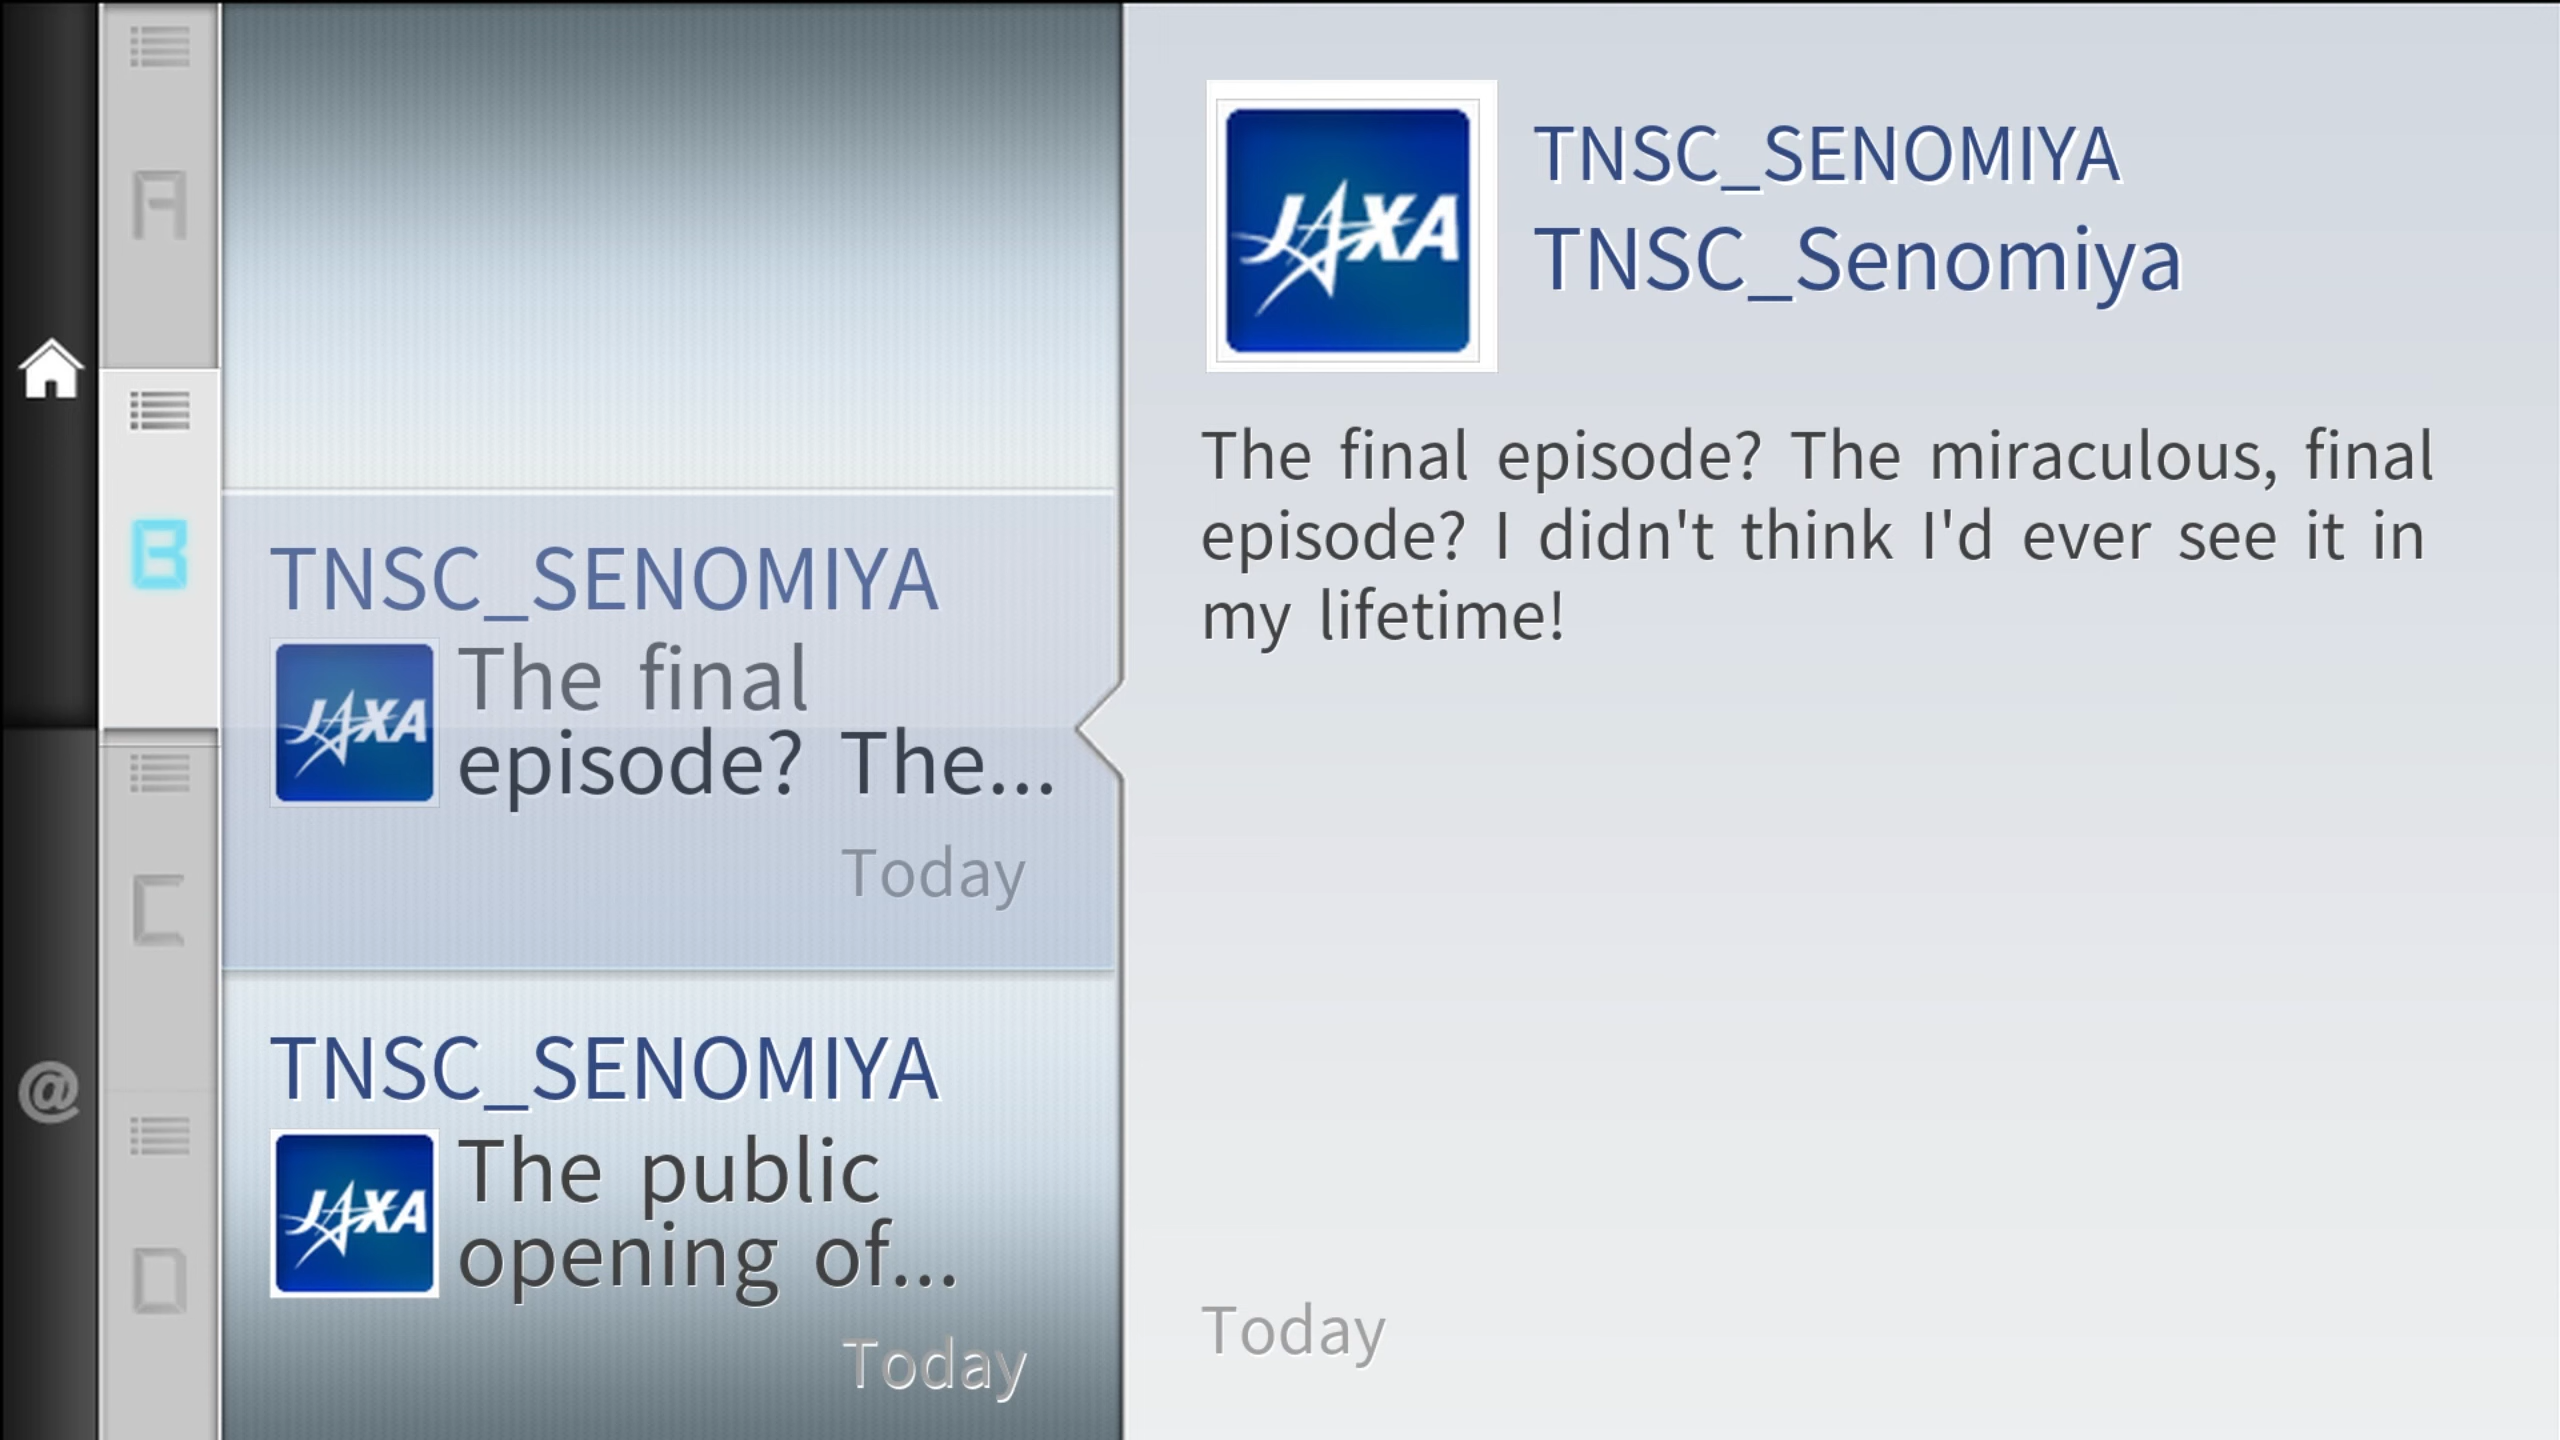 A
B
C
D
@
TNSC_SENOMIYA
JAXA
The final
episode? The...
Today
TNSC_SENOMIYA
JAXA
The public
opening of...
Today
JAXA
TNSC_SENOMIYA
TNSC_Senomiya
The final episode? The miraculous, final
episode? I didn't think I'd ever see it in
my lifetime!
Today